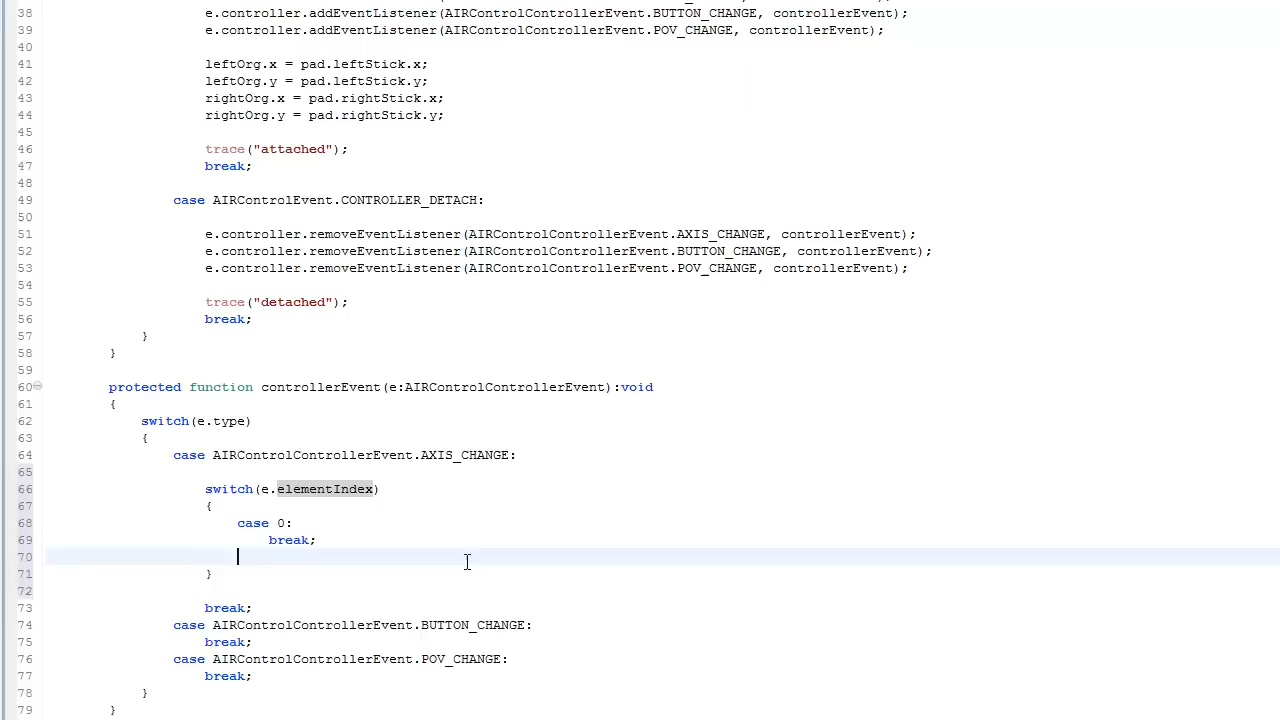 38 e.controller.addEventListener(AIRControlControllerEvent.BUTTON_CHANGE, controllerEvent);
39 e.controller.addEventListener(AIRControlControllerEvent.POV_CHANGE, controllerEvent);
40
41 leftOrg.x = pad.leftStick.x;
42 leftOrg.y = pad.leftStick.y;
43 rightOrg.x = pad.rightStick.x;
44 rightOrg.y = pad.rightStick.y;
45
46 trace("attached");
47 break;
48
49 case AIRControlEvent.CONTROLLER_DETACH:
50
51 e.controller.removeEventListener(AIRControlControllerEvent.AXIS_CHANGE, controllerEvent);
52 e.controller.removeEventListener(AIRControlControllerEvent.BUTTON_CHANGE, controllerEvent);
53 e.controller.removeEventListener(AIRControlControllerEvent.POV_CHANGE, controllerEvent);
54
55 trace("detached");
56 break;
57 }
58 }
59
60 protected function controllerEvent(e:AIRControlControllerEvent):void
61 {
62 switch(e.type)
63 {
64 case AIRControlControllerEvent.AXIS_CHANGE:
65
66 switch(e.elementIndex)
67 {
68 case 0:
69 break;
70
71 }
72
73 break;
74 case AIRControlControllerEvent.BUTTON_CHANGE:
75 break;
76 case AIRControlControllerEvent.POV_CHANGE:
77 break;
78 }
79 }